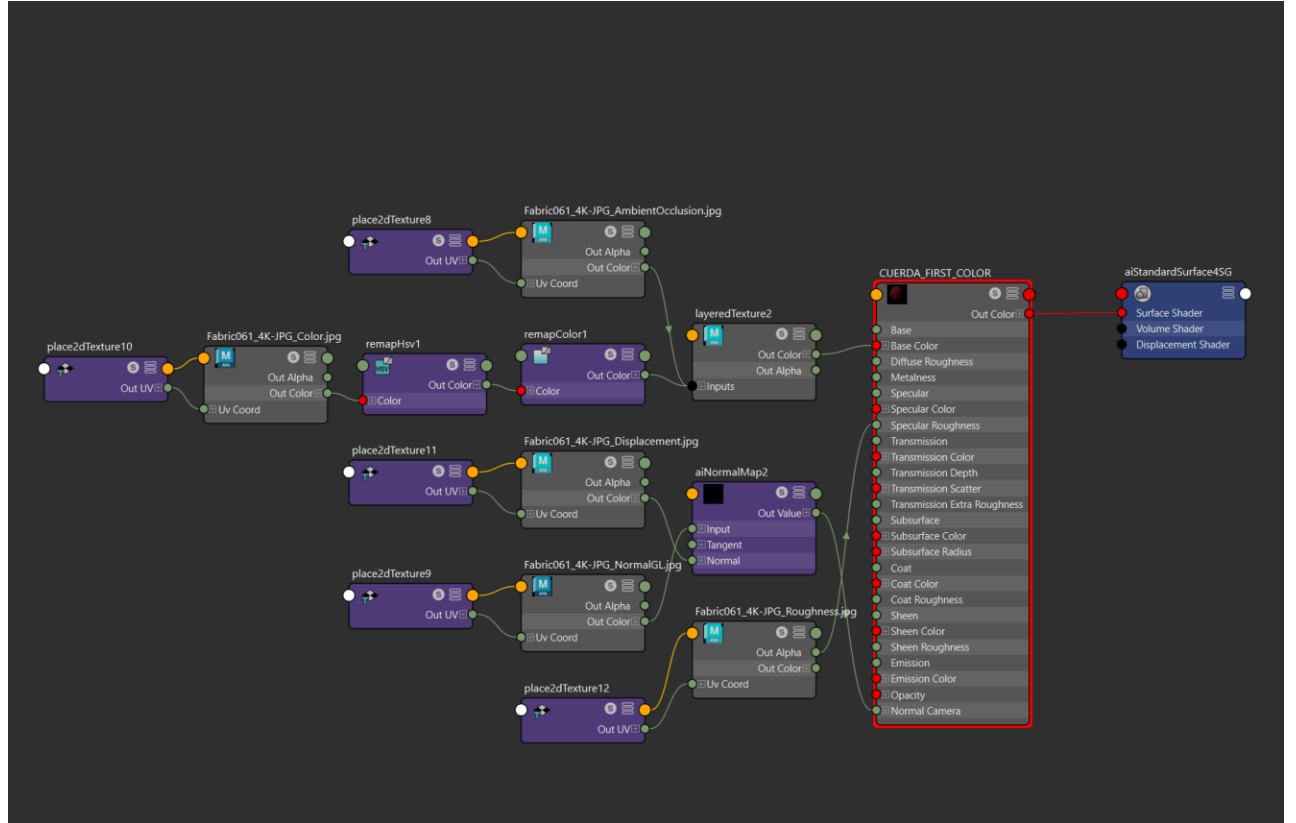 place2dTexture8
Out UV
Fabric061_4K-JPG_AmbientOcclusion.jpg
Out Alpha
Out Color
Uv Coord
place2dTexture10
Out UV
Fabric061_4K-JPG_Color.jpg
Out Alpha
Out Color
Uv Coord
remapHsv1
HSV
Out Color
Color
remapColor1
Out Color
Color
layeredTexture2
Out Color
Out Alpha
Inputs
place2dTexture11
Out UV
Fabric061_4K-JPG_Displacement.jpg
Out Alpha
Out Color
Uv Coord
aiNormalMap2
Out Value
Input
Tangent
Normal
place2dTexture9
Out UV
Fabric061_4K-JPG_NormalGL.jpg
Out Alpha
Out Color
Uv Coord
Fabric061_4K-JPG_Roughness.jpg
Out Alpha
Out Color
Uv Coord
place2dTexture12
Out UV
CUERDA_FIRST_COLOR
Out Color
Base
Base Color
Diffuse Roughness
Metalness
Specular
Specular Color
Specular Roughness
Transmission
Transmission Color
Transmission Depth
Transmission Scatter
Transmission Extra Roughness
Subsurface
Subsurface Color
Subsurface Radius
Coat
Coat Color
Coat Roughness
Sheen
Sheen Color
Sheen Roughness
Emission
Emission Color
Opacity
Normal Camera
aiStandardSurface4SG
Surface Shader
Volume Shader
Displacement Shader